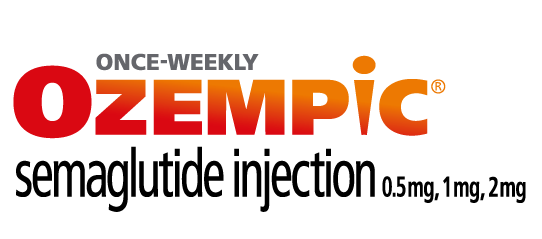 ONCE-WEEKLY
OZEMPiC®
semaglutide injection 0.5mg, 1mg, 2mg